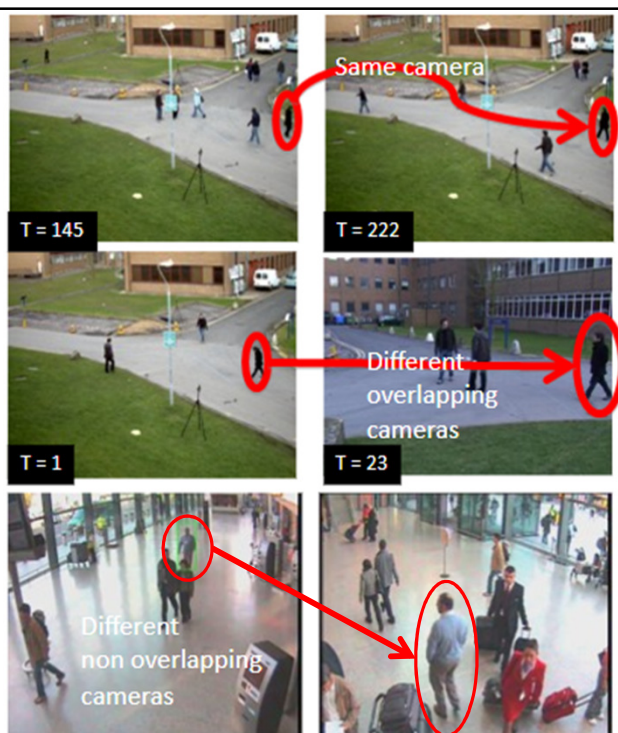 Same camera
T = 145
T = 222
Different
overlapping
cameras
T = 1
T = 23
Different
non overlapping
cameras